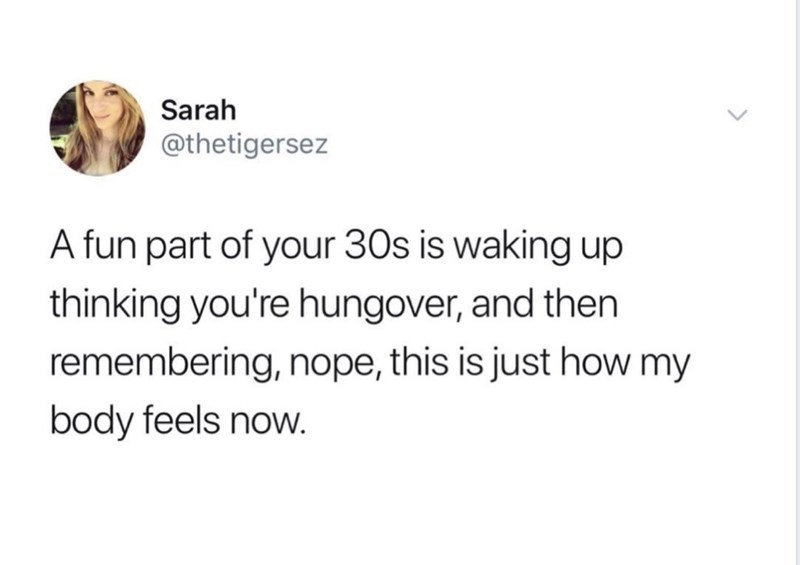 Sarah
@thetigersez
A fun part of your 30s is waking up
thinking you're hungover, and then
remembering, nope, this is just how my
body feels now.